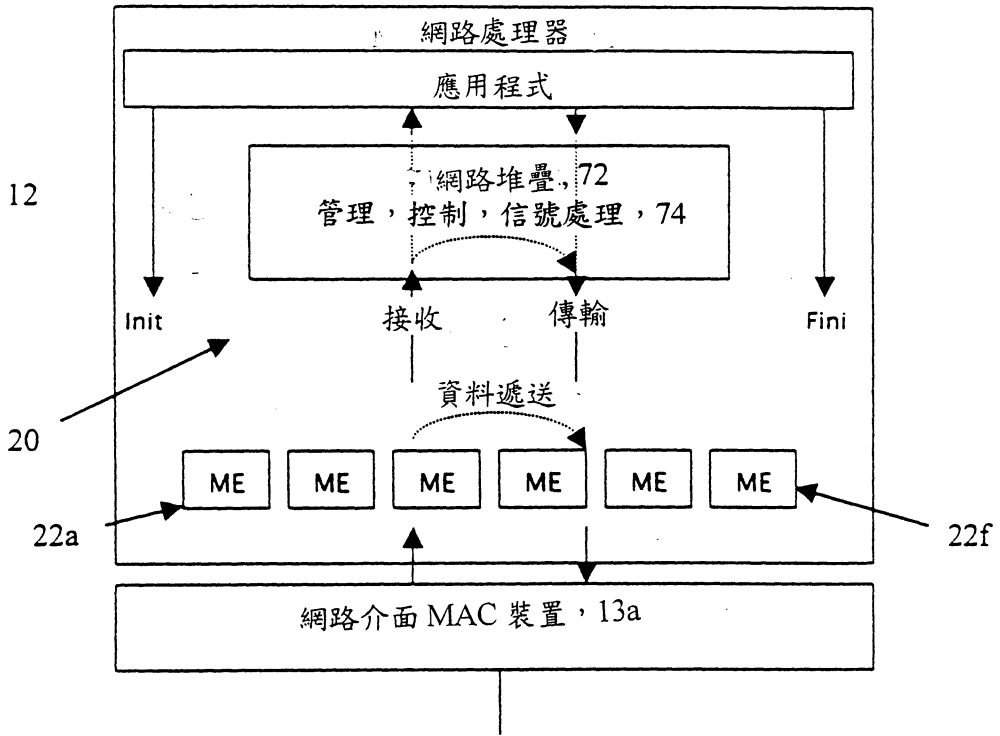 網路處理器
應用程式
12
網路堆疊,72
管理，控制，信號處理，74
Init
接收
傳輸
Fini
資料遞送
20
ME ME ME ME ME ME
22a
22f
網路介面 MAC 裝置，13a